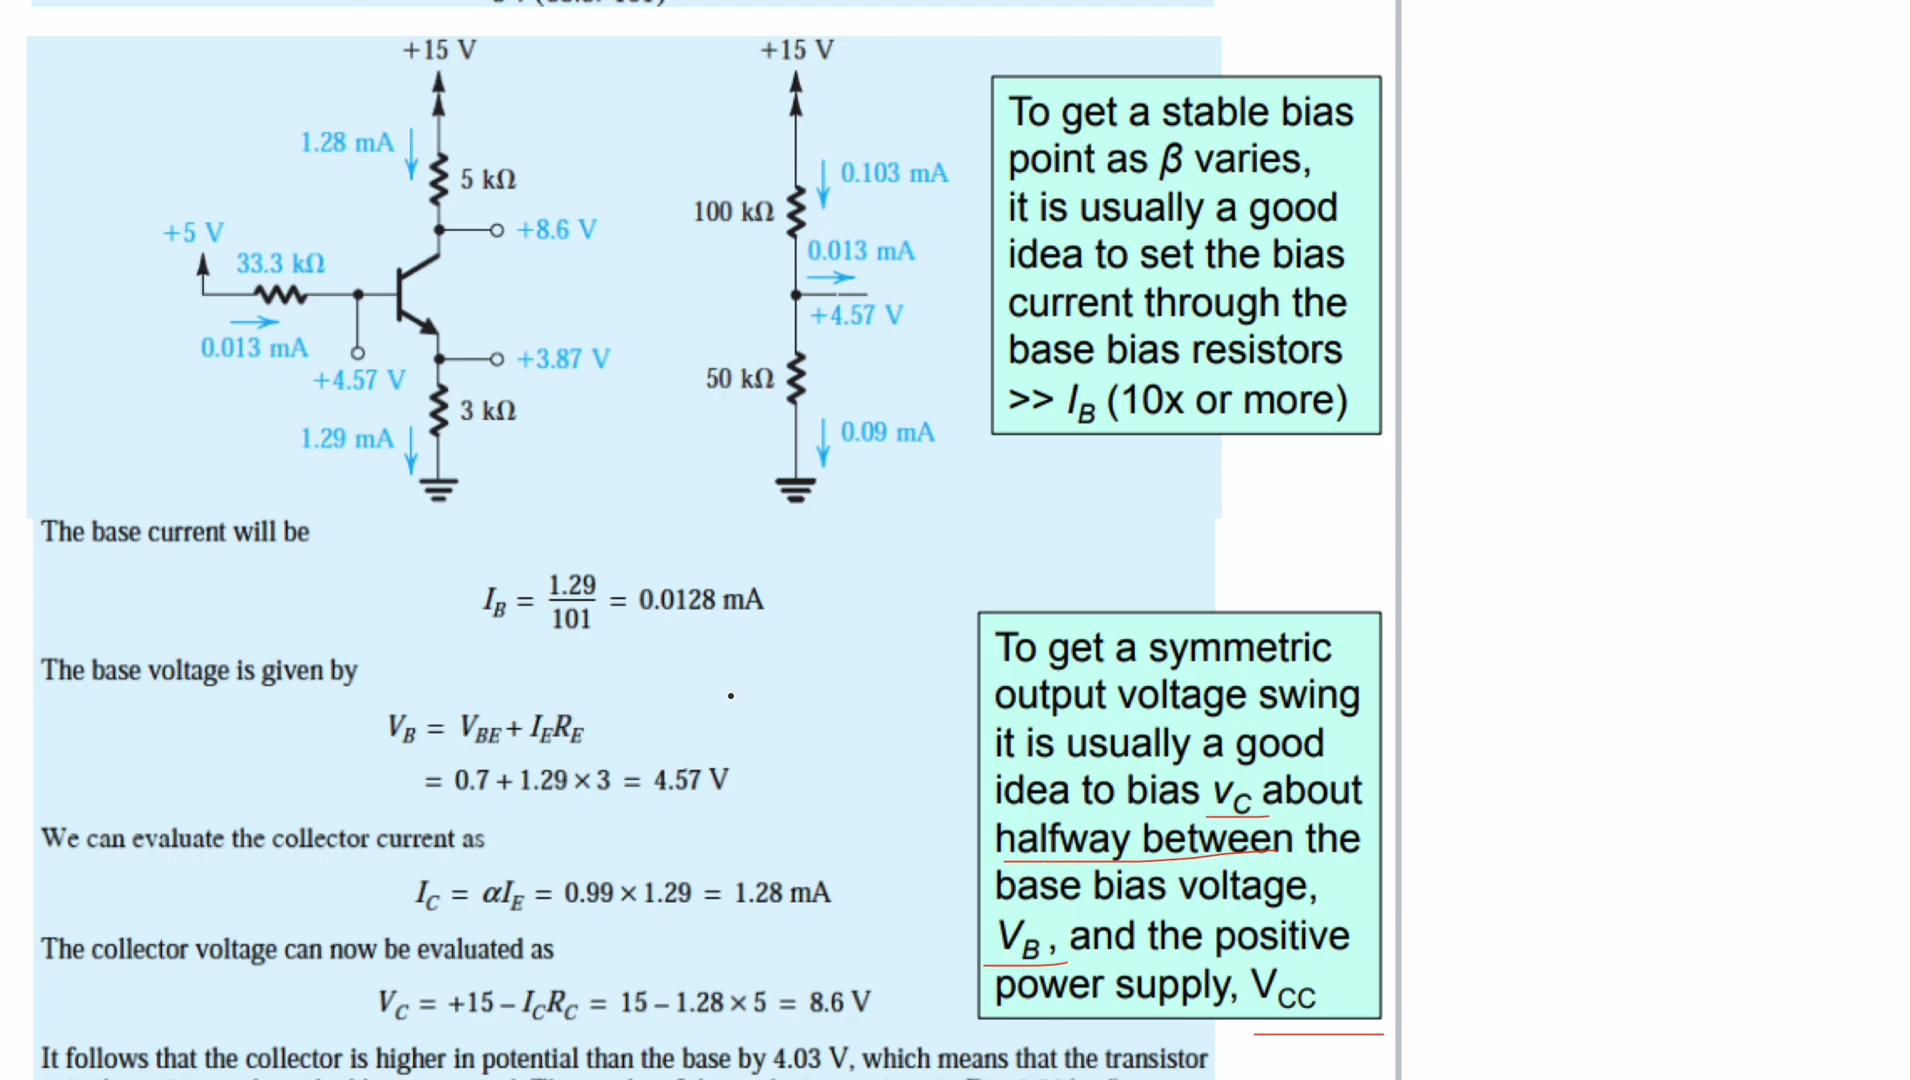 +15 V
+15 V
1.28 mA
5 kΩ
+8.6 V
+5 V
33.3 kΩ
0.013 mA
+4.57 V
+3.87 V
3 kΩ
1.29 mA
0.103 mA
100 kΩ
0.013 mA
+4.57 V
50 kΩ
0.09 mA
To get a stable bias
point as β varies,
it is usually a good
idea to set the bias
current through the
base bias resistors
>> I_B (10x or more)
The base current will be
I_B = 1.29/101 = 0.0128 mA
The base voltage is given by
V_B = V_BE + I_E R_E
= 0.7 + 1.29 × 3 = 4.57 V
We can evaluate the collector current as
I_C = αI_E = 0.99 × 1.29 = 1.28 mA
The collector voltage can now be evaluated as
V_C = +15 – I_C R_C = 15 – 1.28 × 5 = 8.6 V
It follows that the collector is higher in potential than the base by 4.03 V, which means that the transistor
To get a symmetric
output voltage swing
it is usually a good
idea to bias v_C about
halfway between the
base bias voltage,
V_B , and the positive
power supply, V_CC